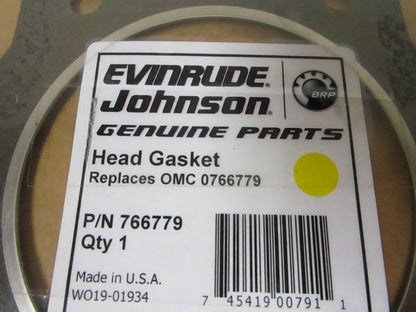 EVINRUDE
Johnson
BRP
GENUINE PARTS
Head Gasket
Replaces OMC 0766779
P/N 766779
Qty 1
Made in U.S.A.
WO19-01934
7 45419 00791 1